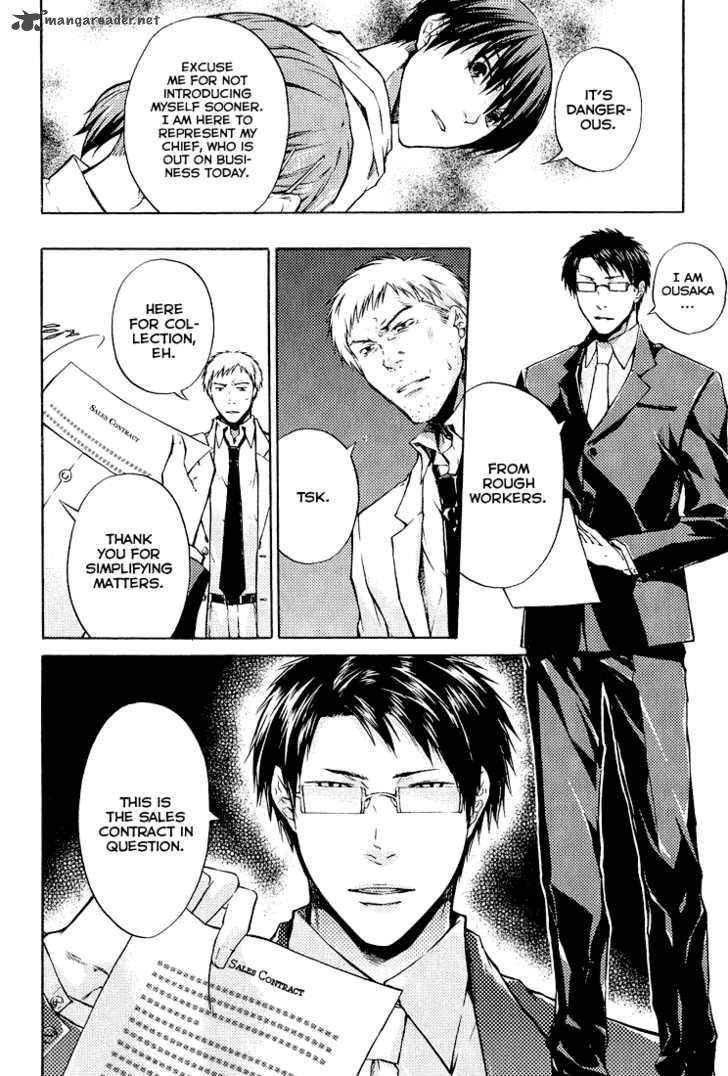 mangareader.net
IT'S
DANGER-
OUS.
EXCUSE
ME FOR NOT
INTRODUCING
MYSELF SOONER.
I AM HERE TO
REPRESENT MY
CHIEF, WHO IS
OUT ON BUSI-
NESS TODAY.
I AM
OUSAKA
...
FROM
ROUGH
WORKERS.
TSK.
HERE
FOR COL-
LECTION,
EH.
SALES CONTRACT
THANK
YOU FOR
SIMPLIFYING
MATTERS.
THIS IS
THE SALES
CONTRACT IN
QUESTION.
SALES CONTRACT